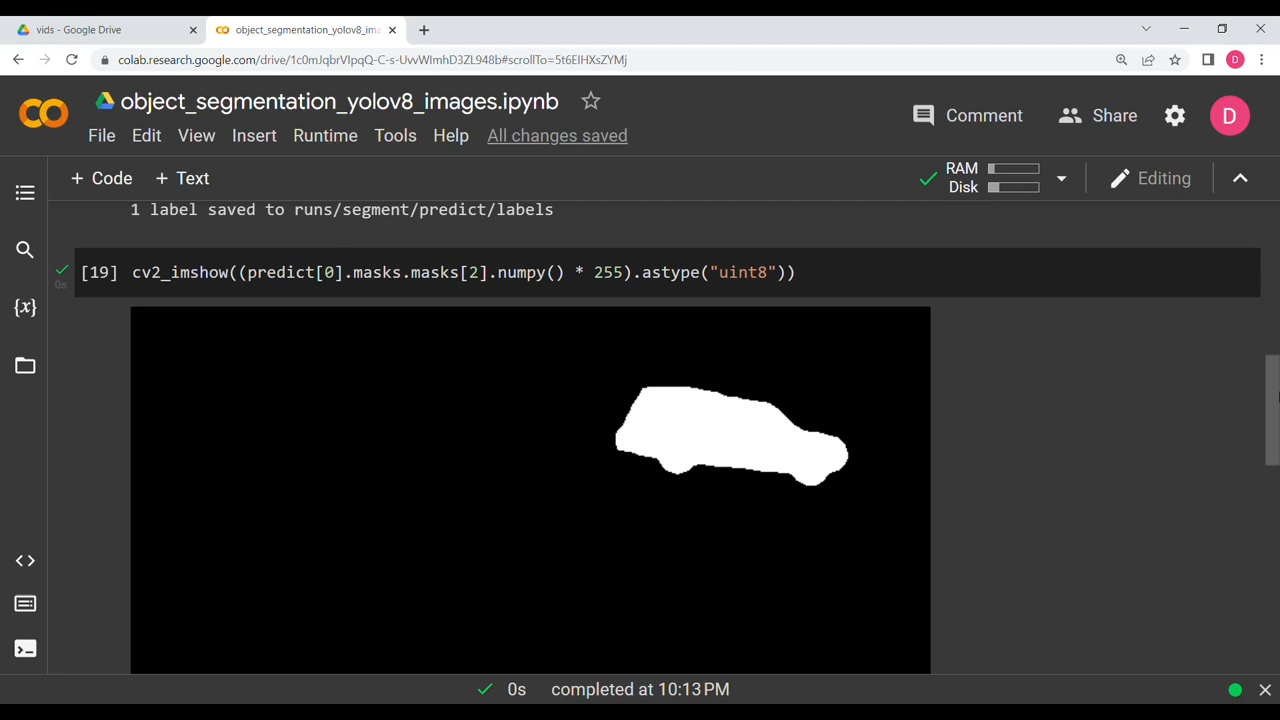 vids - Google Drive
object_segmentation_yolov8_ima
colab.research.google.com/drive/1c0mJqbrVlpqQ-C-s-UvvWlmhD3ZL948b#scrollTo=5t6EIHXsZYMj
D
object_segmentation_yolov8_images.ipynb
File Edit View Insert Runtime Tools Help All changes saved
Comment
Share
D
+ Code + Text
RAM
Disk
Editing
1 label saved to runs/segment/predict/labels
[19] cv2_imshow((predict[0].masks.masks[2].numpy() * 255).astype("uint8"))
0s
{x}
0s completed at 10:13 PM